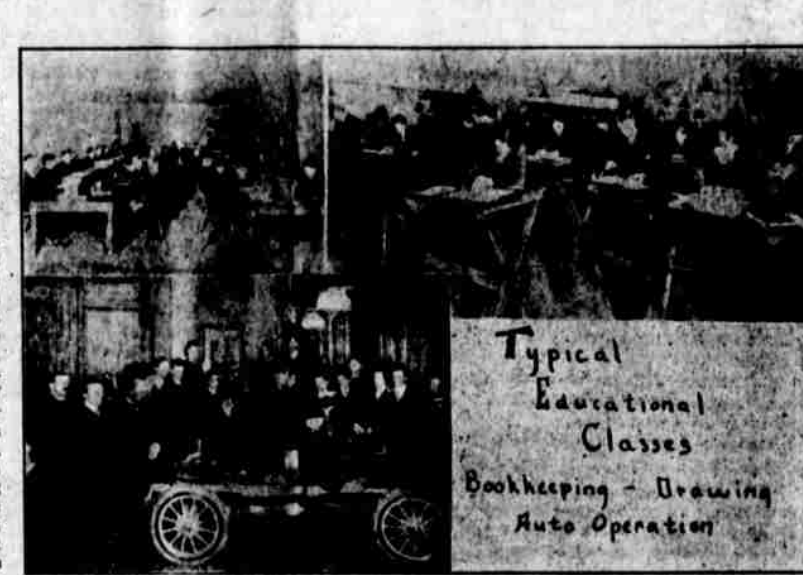 Typical
Educational
Classes
Bookkeeping - Drawing
Auto Operation